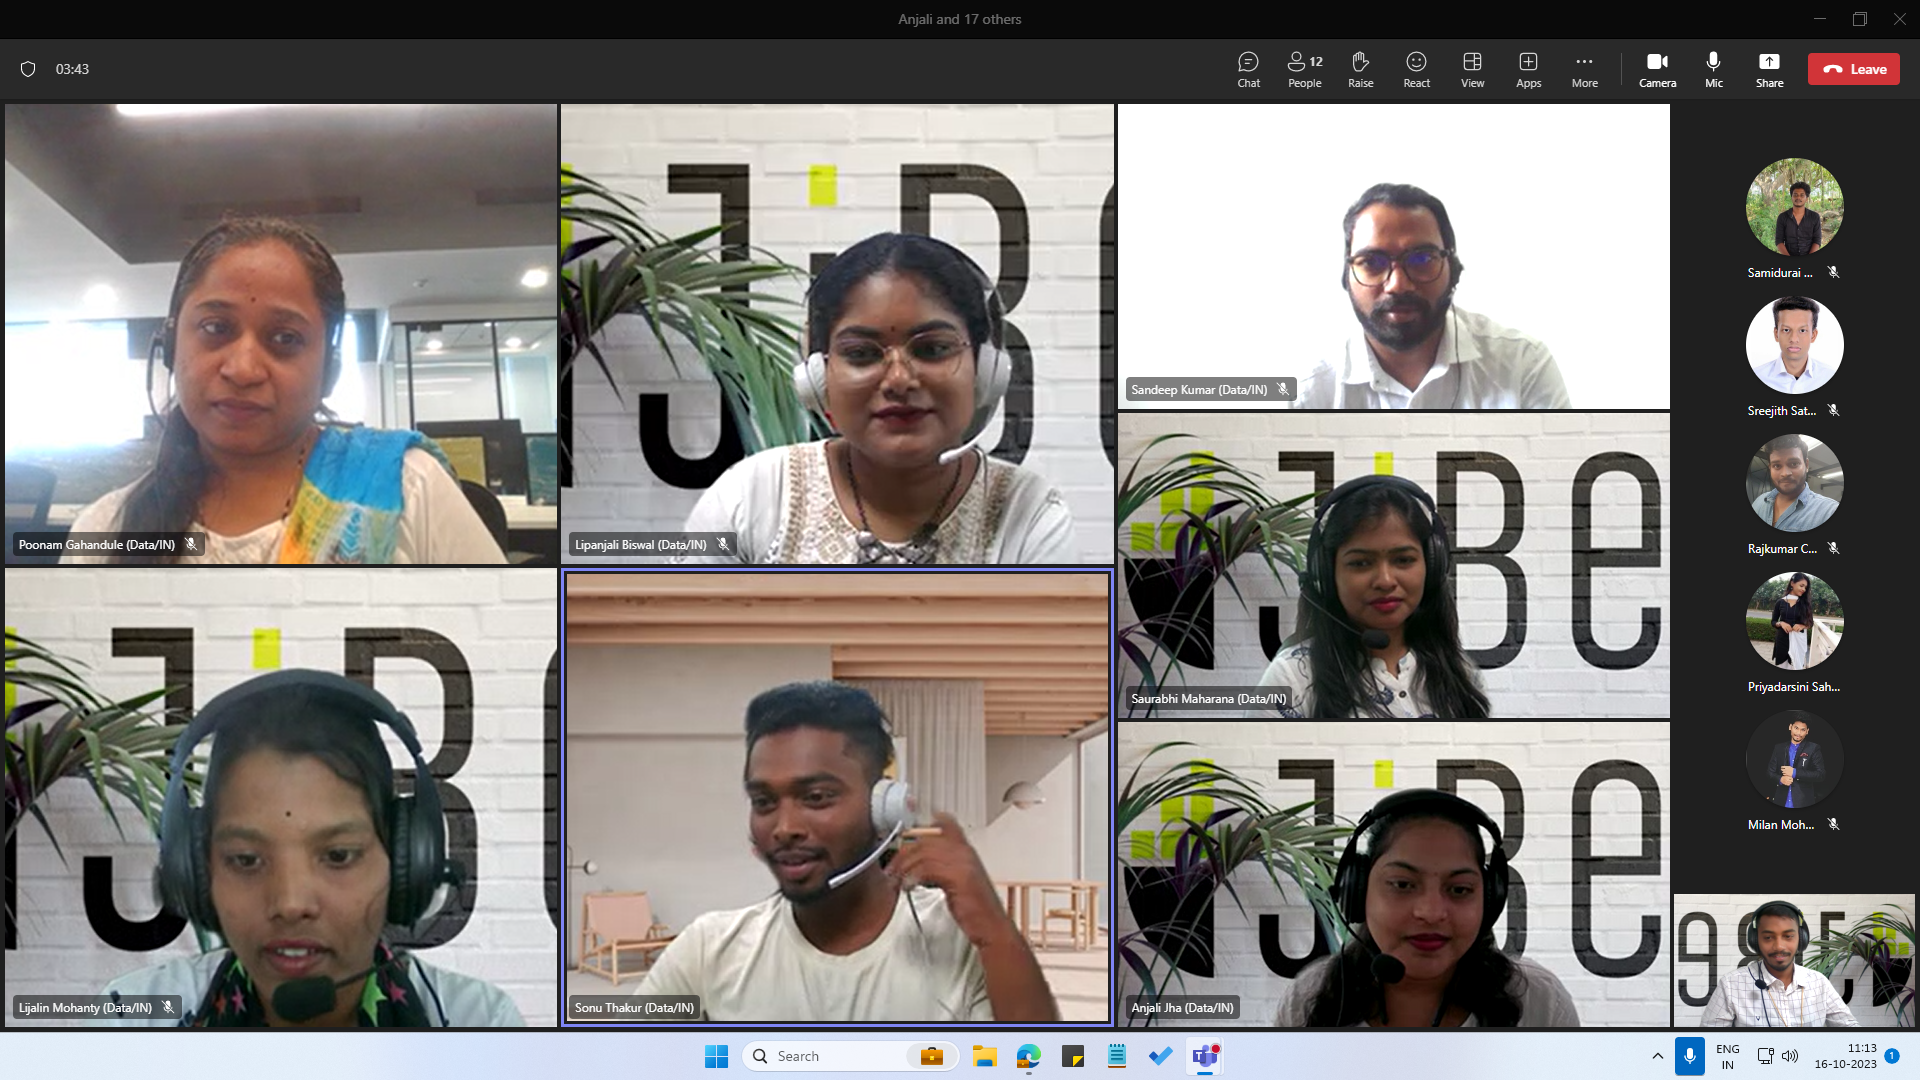 Anjali and 17 others
03:43
Chat
People
12
Raise
React
View
Apps
More
Camera
Mic
Share
Leave
Poonam Gahandule (Data/IN)
Lipanjali Biswal (Data/IN)
Sandeep Kumar (Data/IN)
Saurabhi Maharana (Data/IN)
Lijalin Mohanty (Data/IN)
Sonu Thakur (Data/IN)
Anjali Jha (Data/IN)
Samidurai ...
Sreejith Sat...
Rajkumar C...
Priyadarsini Sah...
Milan Moh...
JiBe
JiBe
Search
ENG
IN
11:13
16-10-2023
1